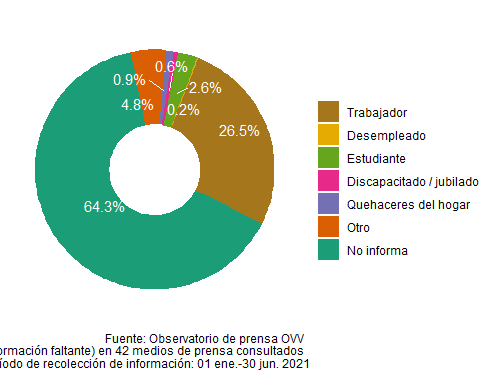 0.6%
0.9%
2.6%
4.8%
0.2%
26.5%
64.3%
Trabajador
Desempleado
Estudiante
Discapacitado / jubilado
Quehaceres del hogar
Otro
No informa
Fuente: Observatorio de prensa OVV
faltante) en 42 medios de prensa consultados
de recolección de información: 01 ene.-30 jun. 2021